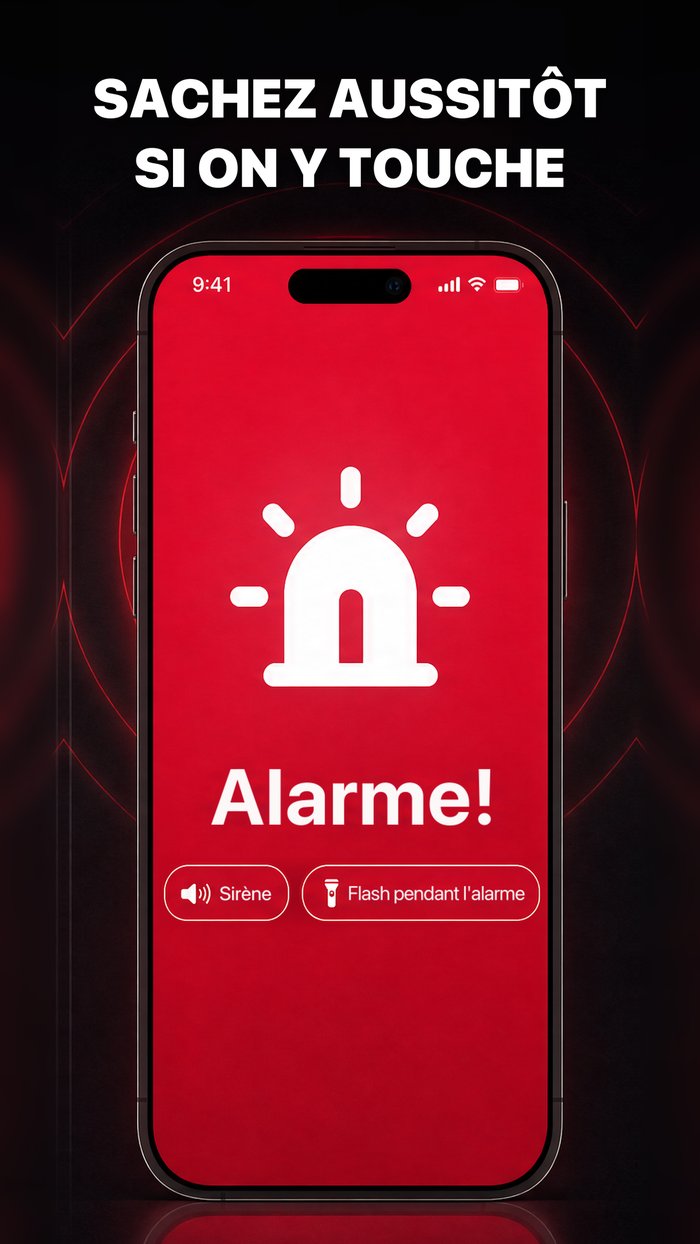 SACHEZ AUSSITÔT
SI ON Y TOUCHE
9:41
Alarme!
Sirène
Flash pendant l'alarme